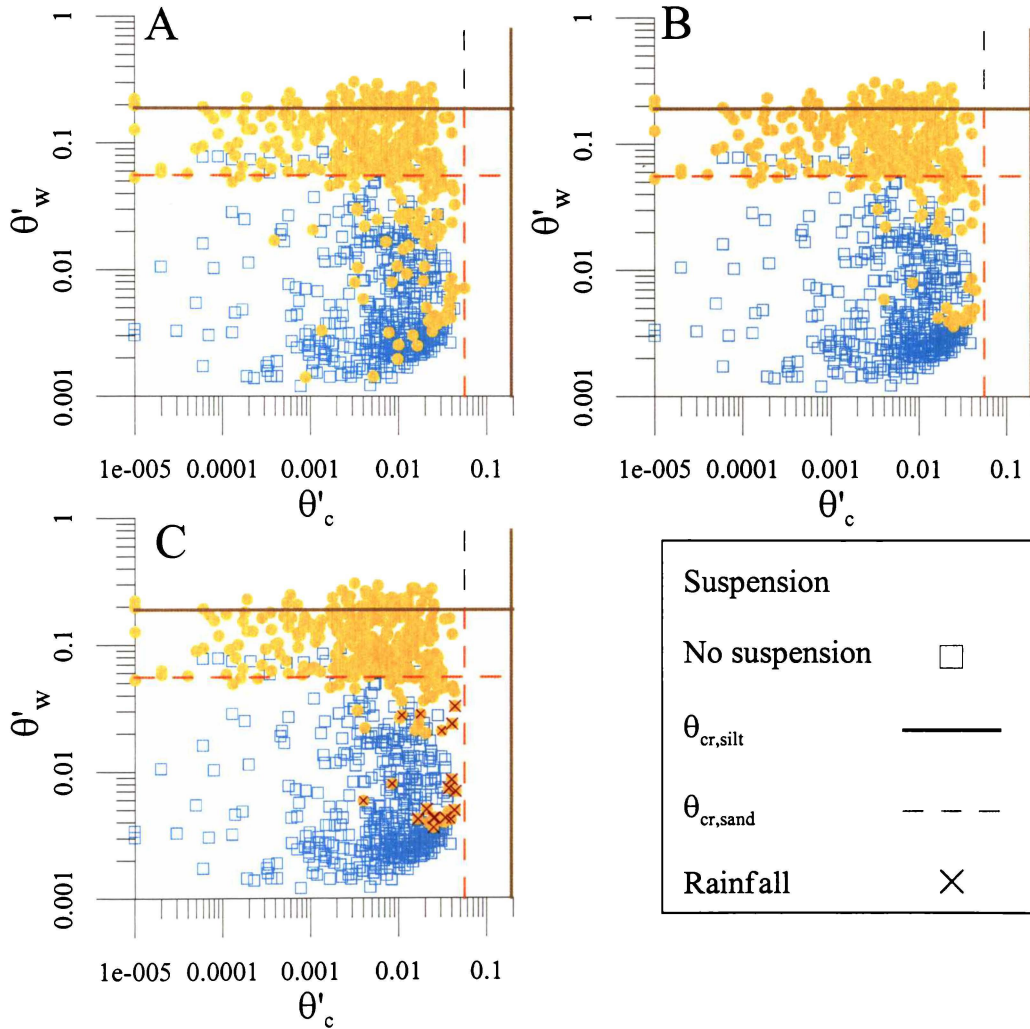 A
1
0.1
0.01
0.001
θ'w
1e-005 0.0001 0.001 0.01 0.1
θ'c
B
1
0.1
0.01
0.001
θ'w
1e-005 0.0001 0.001 0.01 0.1
θ'c
C
1
0.1
0.01
0.001
θ'w
1e-005 0.0001 0.001 0.01 0.1
θ'c
Suspension
No suspension
θcr,silt
θcr,sand
Rainfall